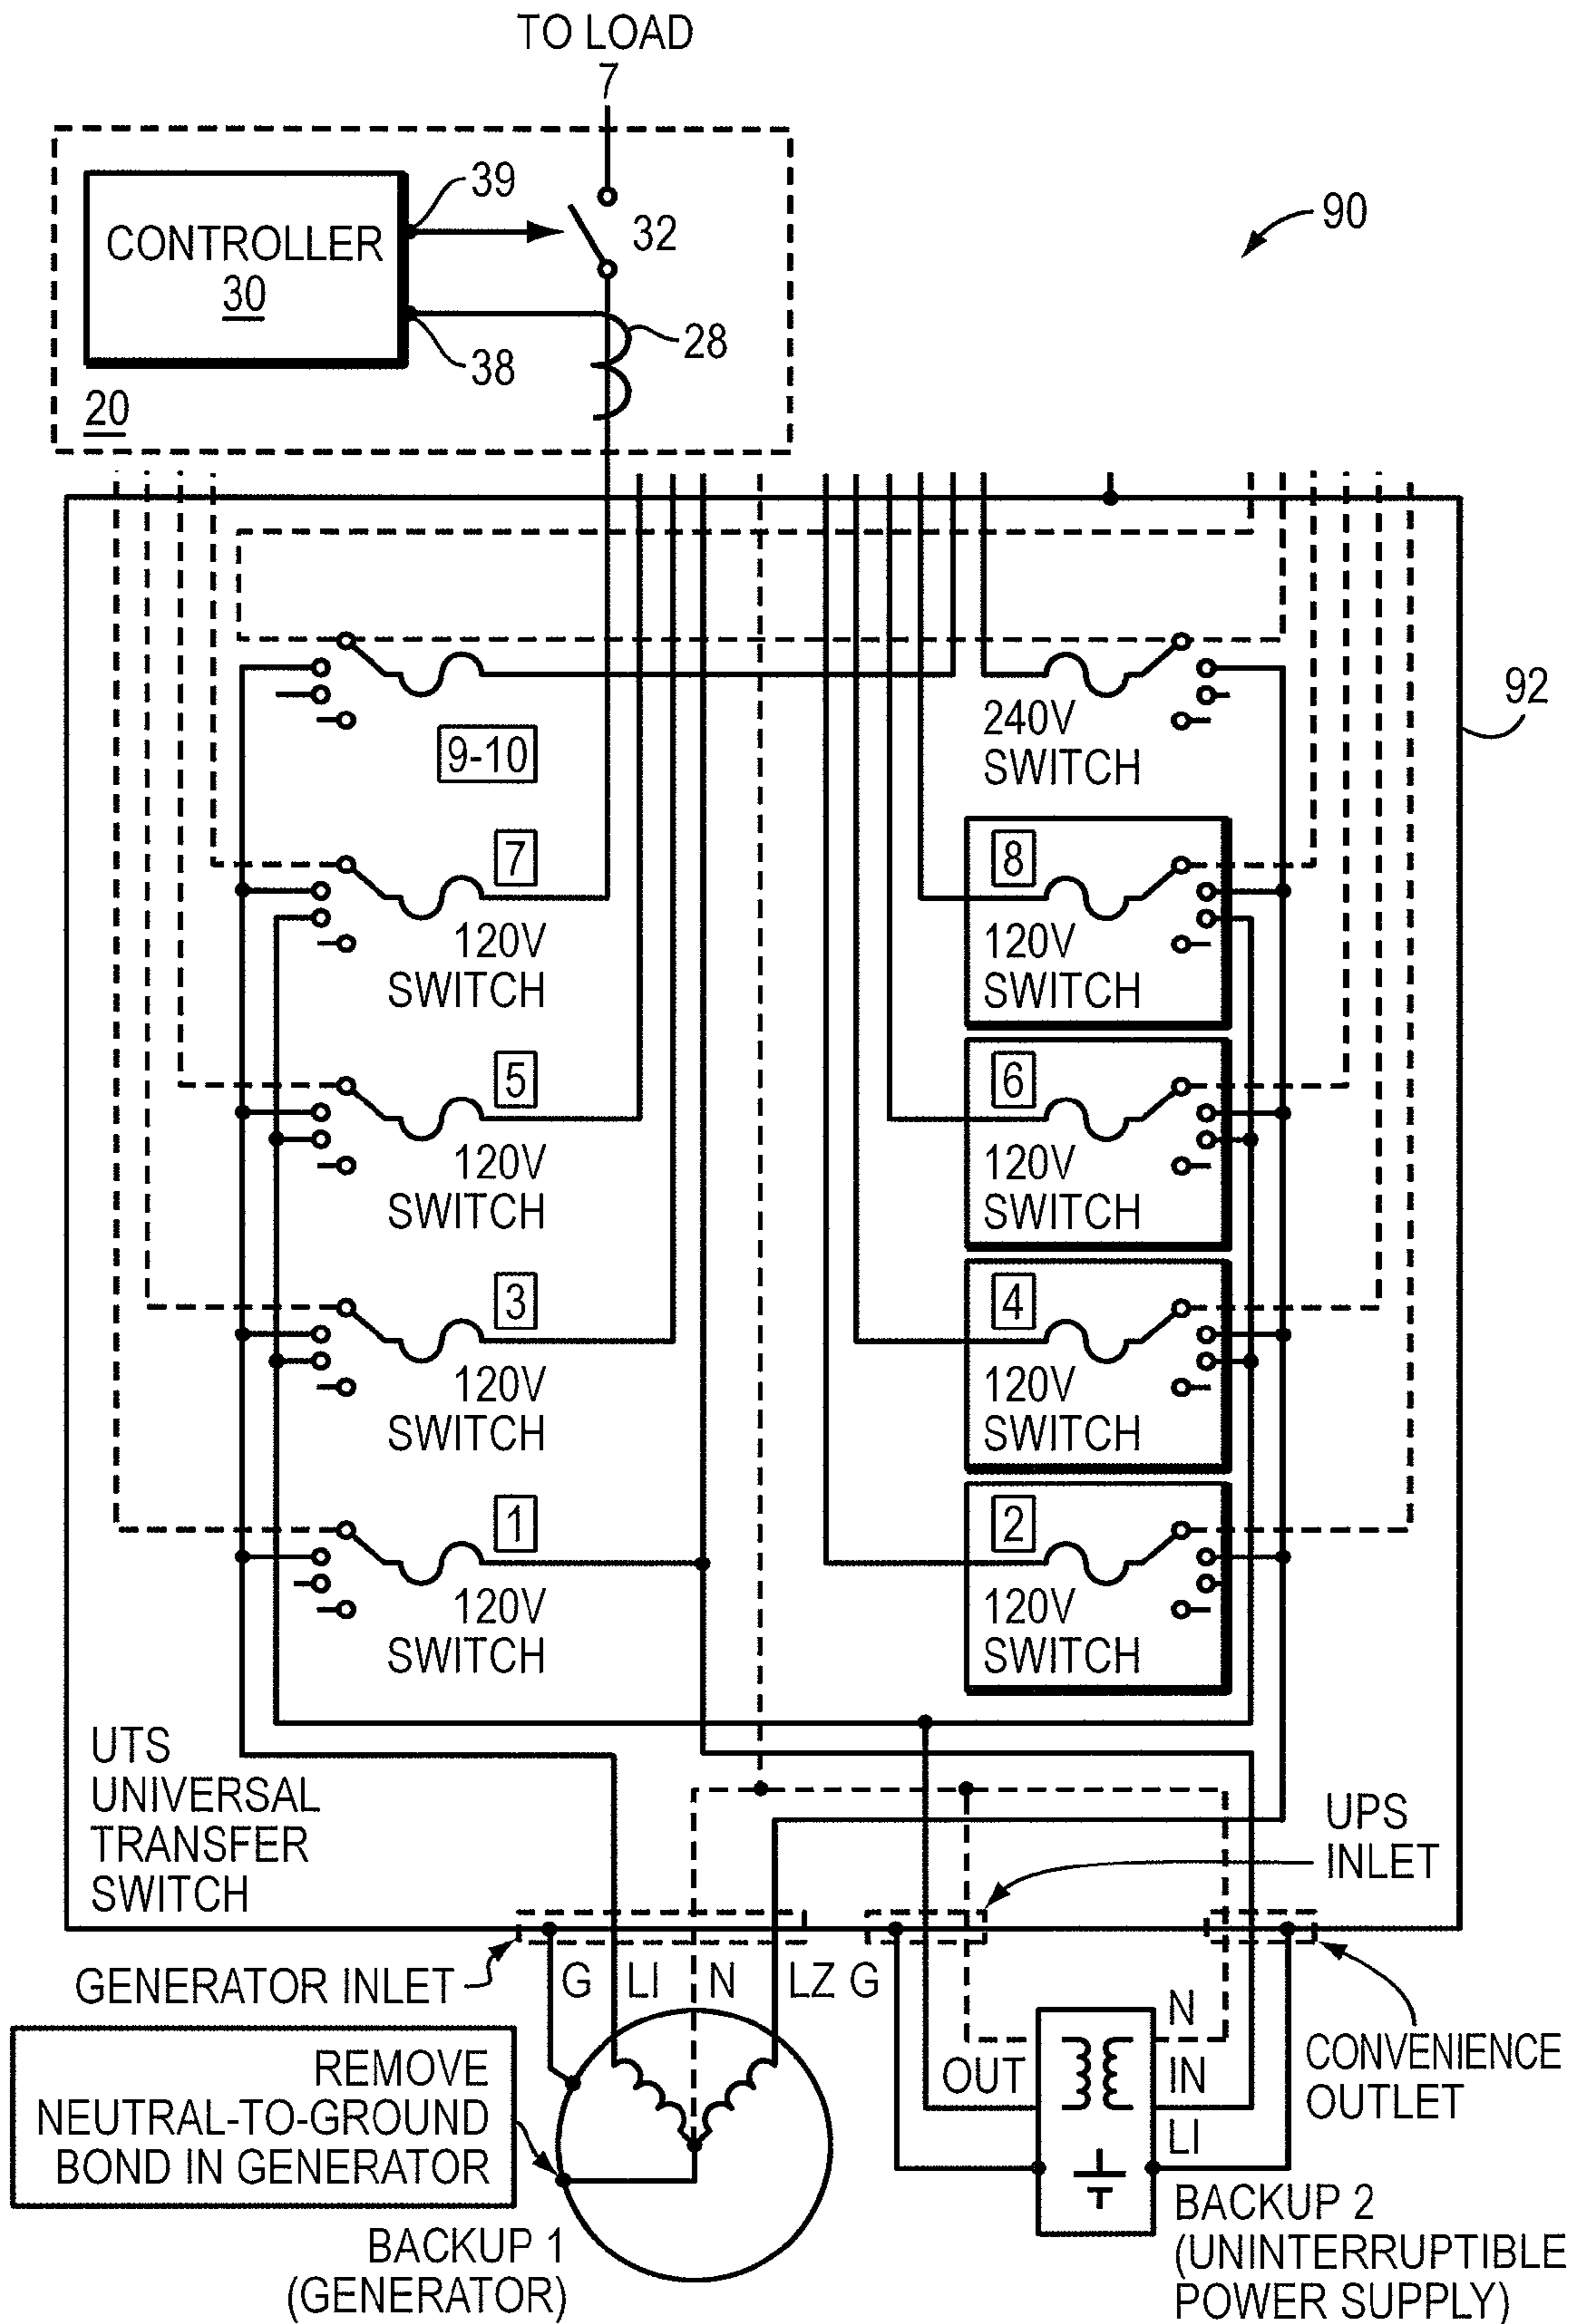 TO LOAD
7
39
CONTROLLER
30
32
28
38
20
90
92
240V
SWITCH
9-10
7
120V
SWITCH
8
120V
SWITCH
5
120V
SWITCH
6
120V
SWITCH
3
120V
SWITCH
4
120V
SWITCH
1
120V
SWITCH
2
120V
SWITCH
UTS
UNIVERSAL
TRANSFER
SWITCH
UPS
INLET
GENERATOR INLET
G LI N LZ G
N
OUT
IN
LI
CONVENIENCE
OUTLET
REMOVE
NEUTRAL-TO-GROUND
BOND IN GENERATOR
BACKUP 1
(GENERATOR)
BACKUP 2
(UNINTERRUPTIBLE
POWER SUPPLY)